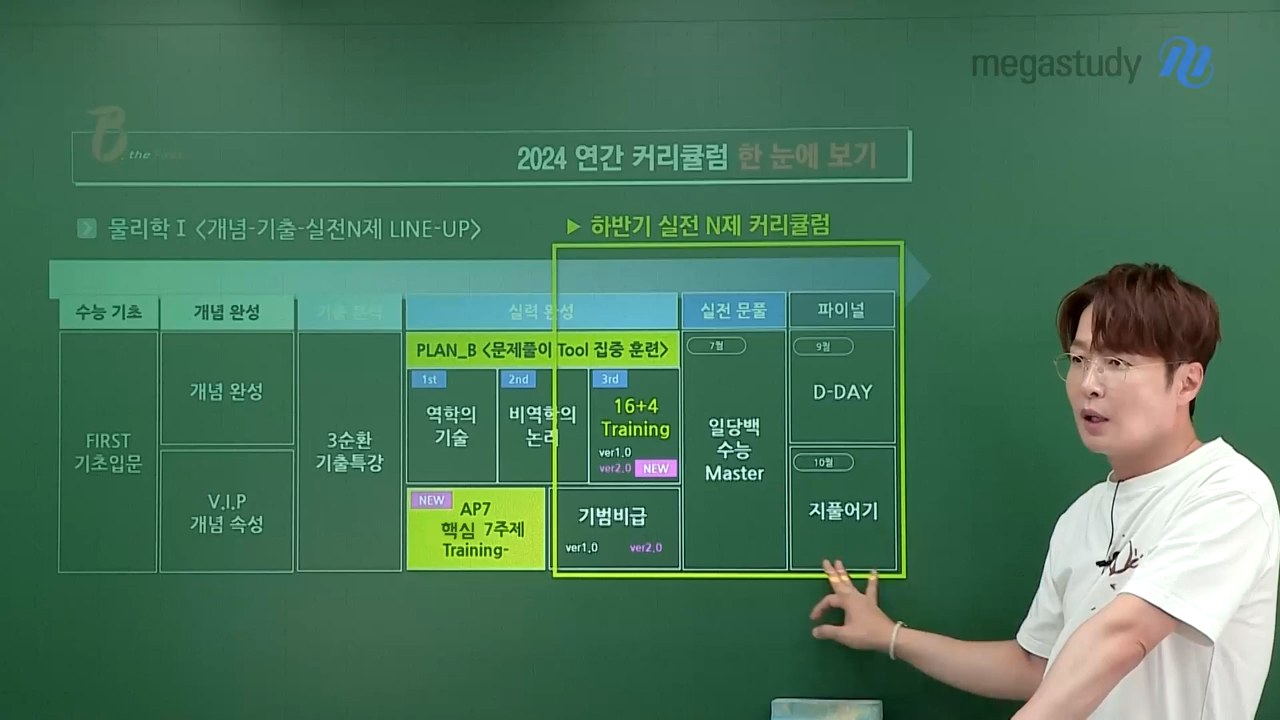 megastudy
B. the
2024 연간 커리큘럼 한 눈에 보기
물리학Ⅰ <개념-기출-실전N제 LINE-UP>
▶ 하반기 실전 N제 커리큘럼
수능 기초
개념 완성
실력 완성
실전 문풀
파이널
PLAN_B <문제풀이 Tool 집중 훈련>
7월
9월
1st
2nd
3rd
개념 완성
D-DAY
역학의
기술
비역학의
논리
16+4
Training
ver1.0
ver2.0 NEW
FIRST
기초입문
3순환
기출특강
일당백
수능
Master
10월
V.I.P
개념 속성
NEW
AP7
핵심 7주제
Training-
기범비급
ver1.0 ver2.0
지풀어기